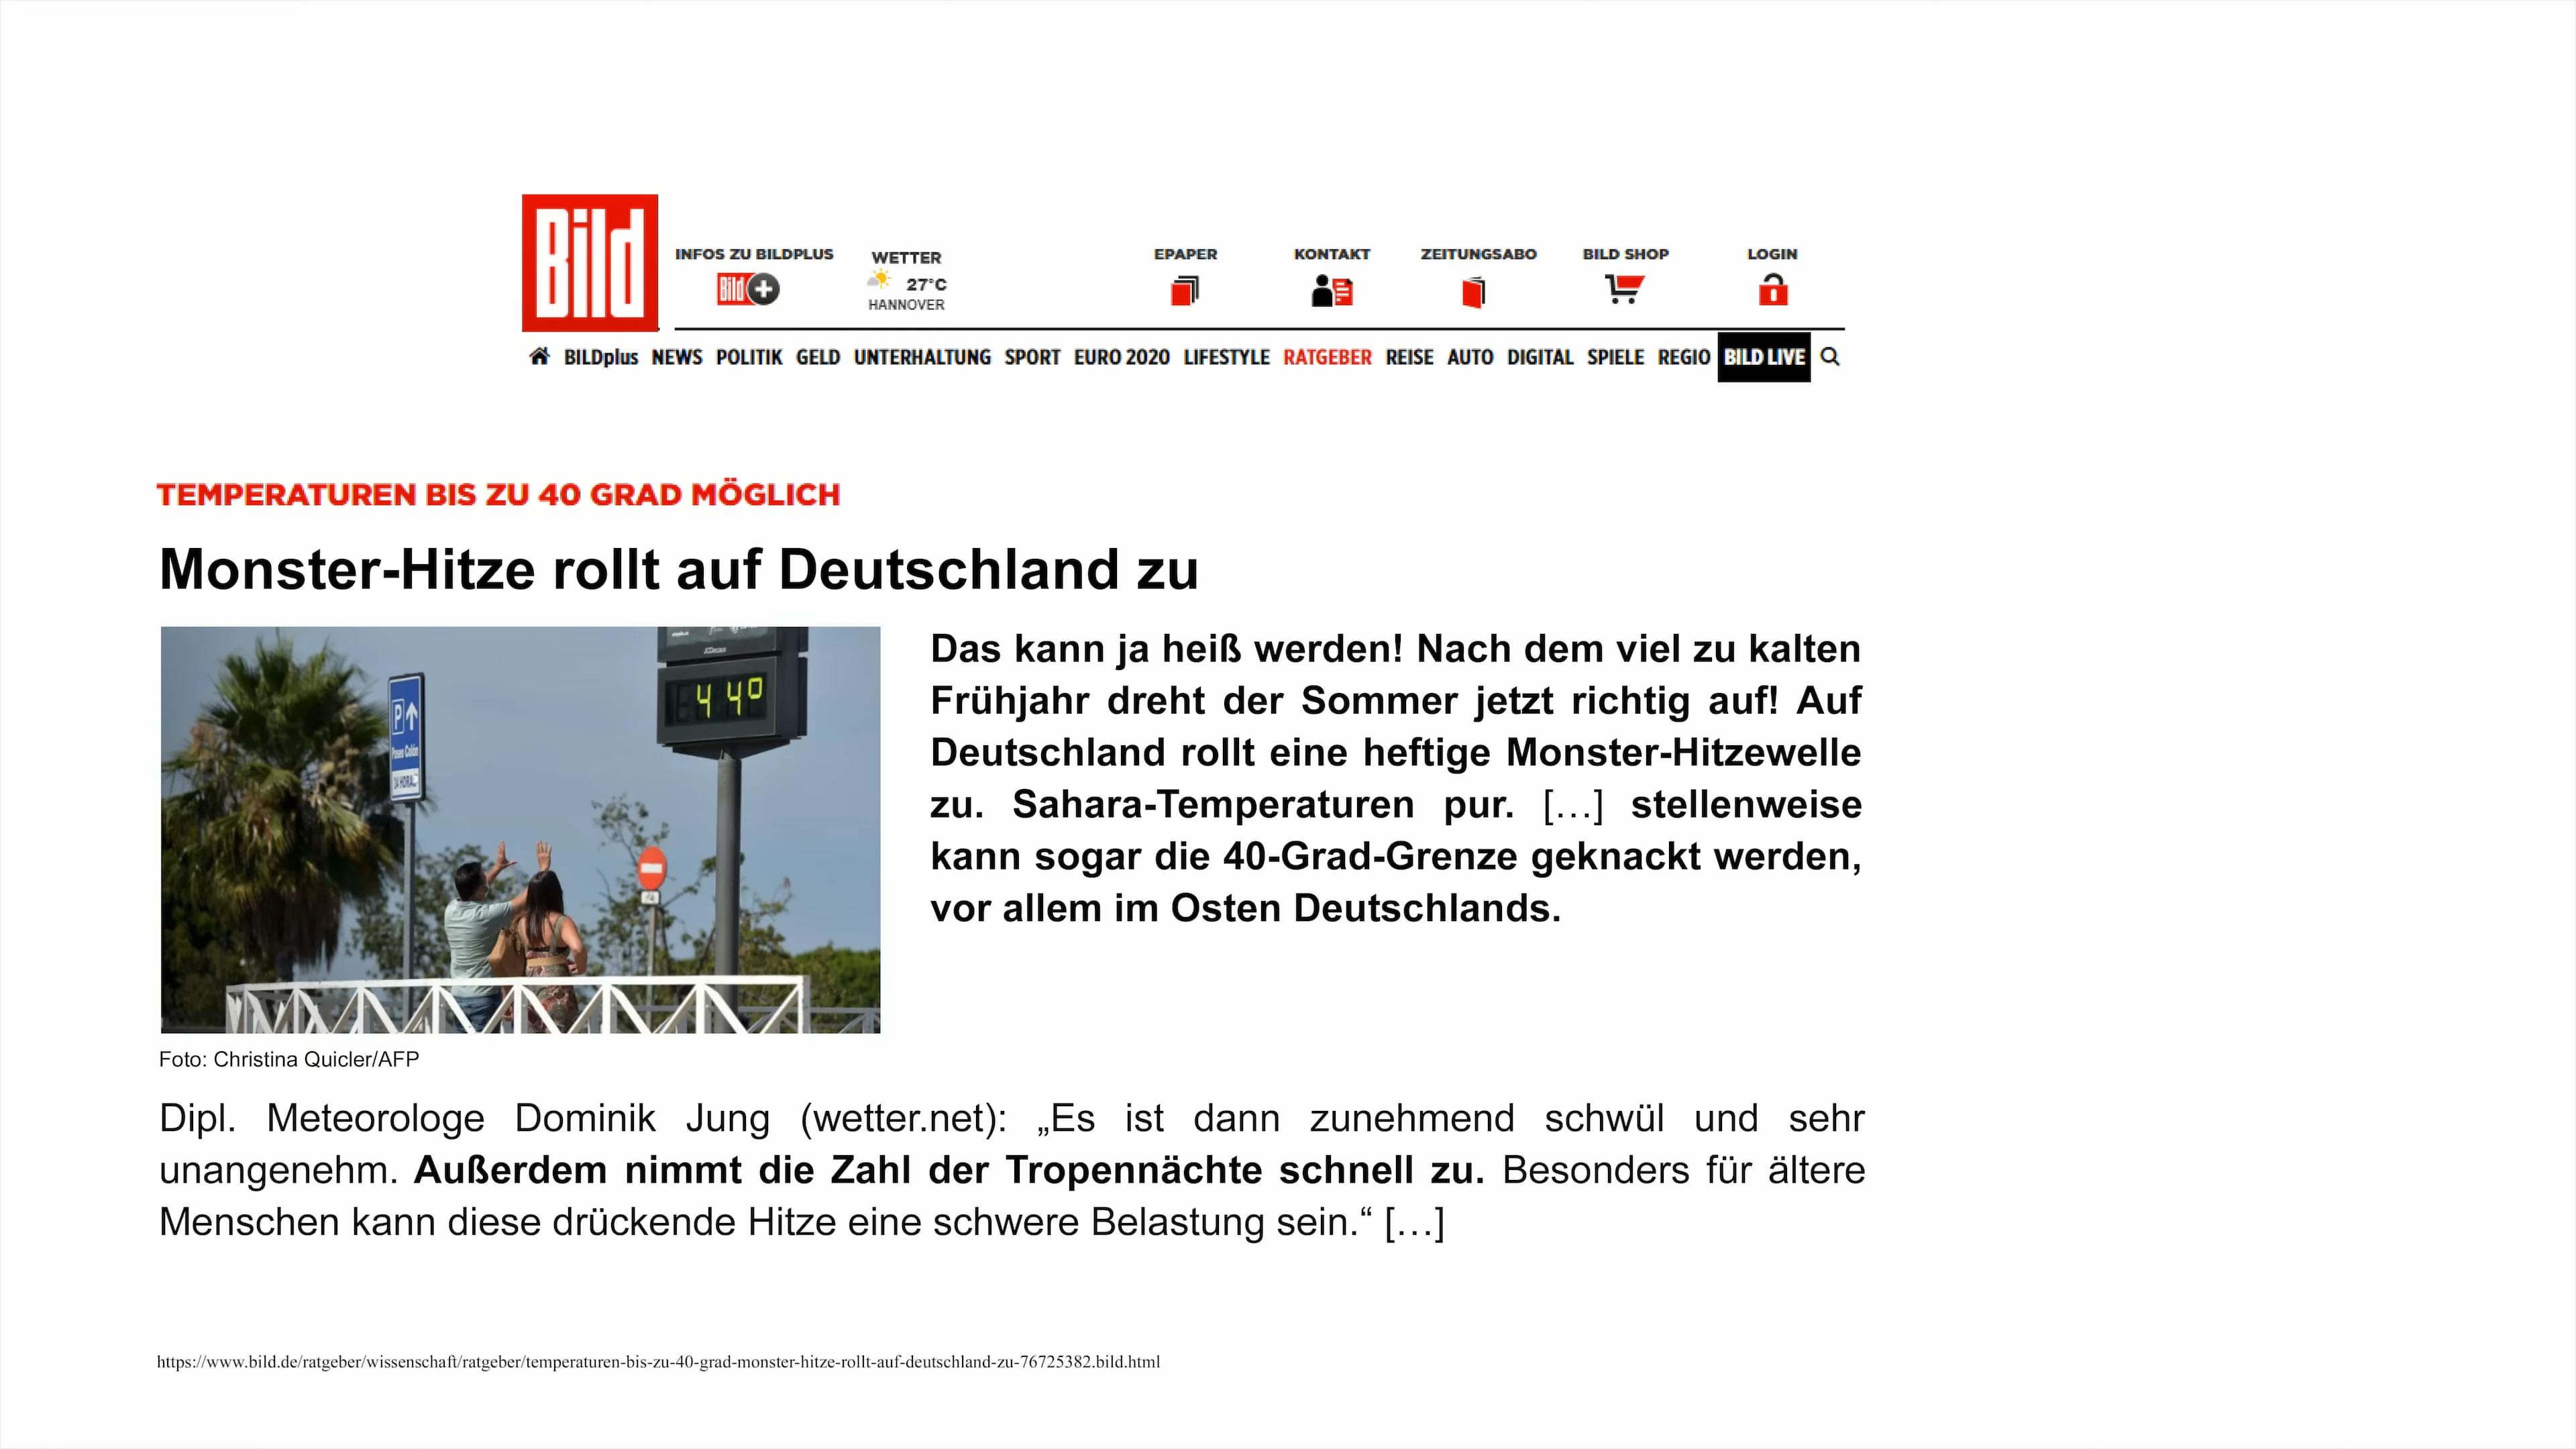 Bild
INFOS ZU BILDPLUS
Bild+
WETTER
27°C
HANNOVER
EPAPER
KONTAKT
ZEITUNGSABO
BILD SHOP
LOGIN
BILDplus NEWS POLITIK GELD UNTERHALTUNG SPORT EURO 2020 LIFESTYLE RATGEBER REISE AUTO DIGITAL SPIELE REGIO BILD LIVE
TEMPERATUREN BIS ZU 40 GRAD MÖGLICH
Monster-Hitze rollt auf Deutschland zu
JCDecaux
44º
P
Paseo Colón
24 HORAS
Das kann ja heiß werden! Nach dem viel zu kalten
Frühjahr dreht der Sommer jetzt richtig auf! Auf
Deutschland rollt eine heftige Monster-Hitzewelle
zu. Sahara-Temperaturen pur. […] stellenweise
kann sogar die 40-Grad-Grenze geknackt werden,
vor allem im Osten Deutschlands.
Foto: Christina Quicler/AFP
Dipl. Meteorologe Dominik Jung (wetter.net): „Es ist dann zunehmend schwül und sehr
unangenehm. Außerdem nimmt die Zahl der Tropennächte schnell zu. Besonders für ältere
Menschen kann diese drückende Hitze eine schwere Belastung sein.“ […]
https://www.bild.de/ratgeber/wissenschaft/ratgeber/temperaturen-bis-zu-40-grad-monster-hitze-rollt-auf-deutschland-zu-76725382.bild.html